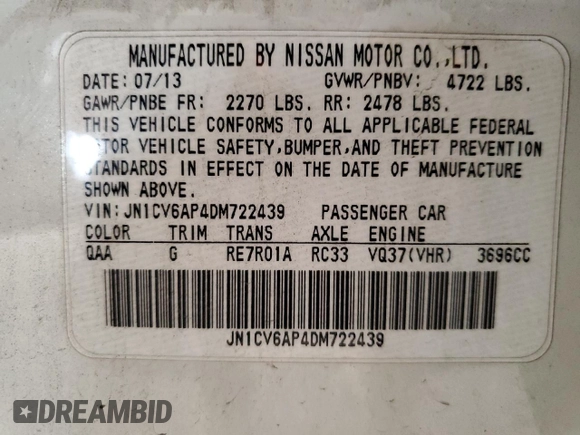 MANUFACTURED BY NISSAN MOTOR CO.,LTD.
DATE: 07/13 GVWR/PNBV: 4722 LBS.
GAWR/PNBE FR: 2270 LBS. RR: 2478 LBS.
THIS VEHICLE CONFORMS TO ALL APPLICABLE FEDERAL
MOTOR VEHICLE SAFETY,BUMPER,AND THEFT PREVENTION
STANDARDS IN EFFECT ON THE DATE OF MANUFACTURE
SHOWN ABOVE.
VIN:JN1CV6AP4DM722439 PASSENGER CAR
COLOR TRIM TRANS AXLE ENGINE
QAA G RE7R01A RC33 VQ37(VHR) 3696CC
JN1CV6AP4DM722439
DREAMBID